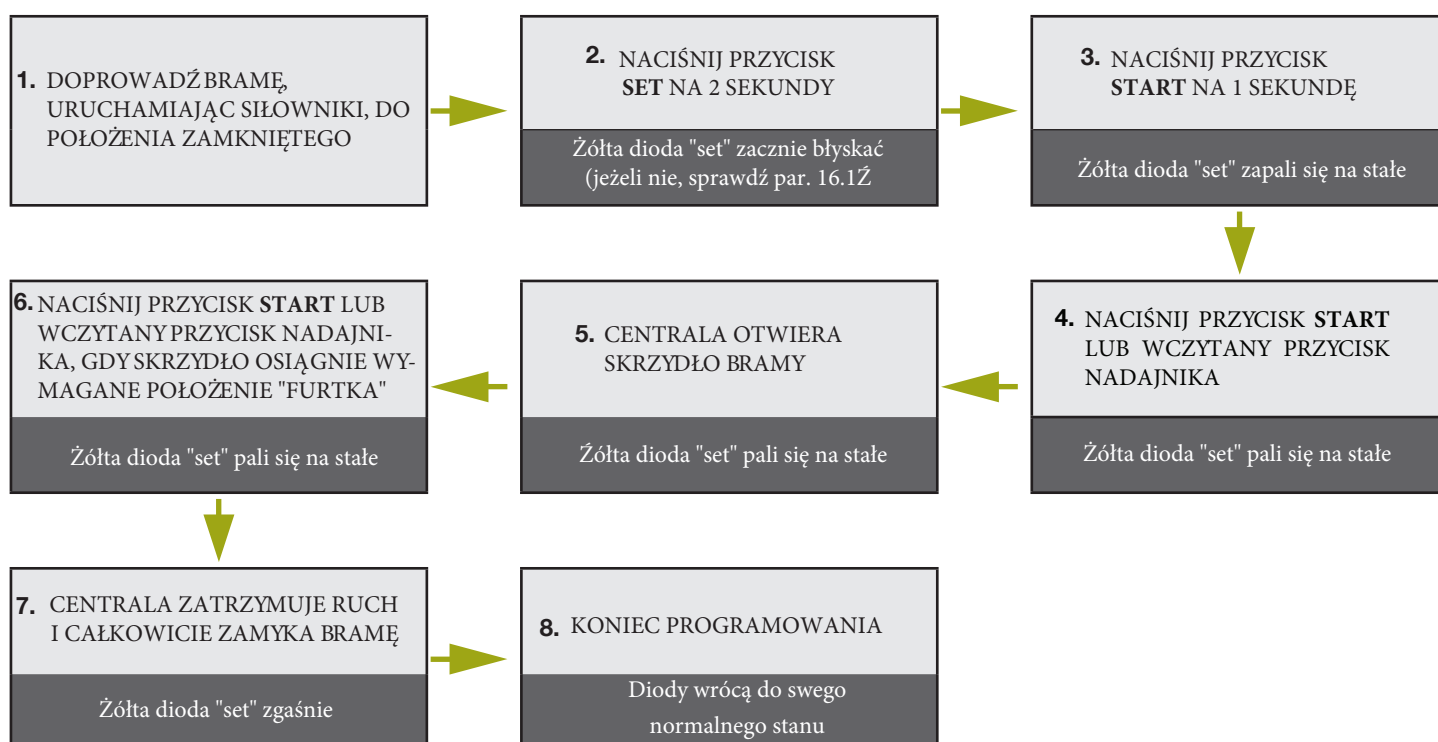 1. DOPROWADŹ BRAMĘ,
URUCHAMIAJĄC SIŁOWNIKI, DO
POŁOŻENIA ZAMKNIĘTEGO
2. NACIŚNIJ PRZYCISK
SET NA 2 SEKUNDY
Żółta dioda "set" zacznie błyskać
(jeżeli nie, sprawdź par. 16.1Ź
3. NACIŚNIJ PRZYCISK
START NA 1 SEKUNDĘ
Żółta dioda "set" zapali się na stałe
4. NACIŚNIJ PRZYCISK START
LUB WCZYTANY PRZYCISK
NADAJNIKA
Żółta dioda "set" pali się na stałe
5. CENTRALA OTWIERA
SKRZYDŁO BRAMY
Źółta dioda "set" pali się na stałe
6. NACIŚNIJ PRZYCISK START LUB
WCZYTANY PRZYCISK NADAJNI-
KA, GDY SKRZYDŁO OSIĄGNIE WY-
MAGANE POŁOŻENIE "FURTKA"
Żółta dioda "set" pali się na stałe
7. CENTRALA ZATRZYMUJE RUCH
I CAŁKOWICIE ZAMYKA BRAMĘ
Żółta dioda "set" zgaśnie
8. KONIEC PROGRAMOWANIA
Diody wrócą do swego
normalnego stanu